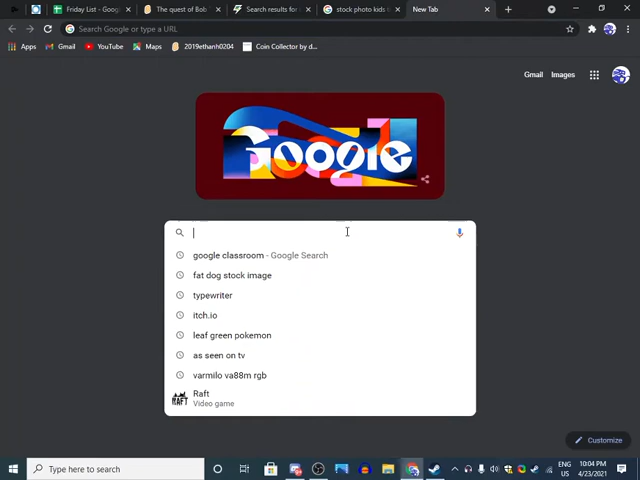 Friday List - Goog
The quest of Bob
Search results for
stock photo kids t
New Tab
Search Google or type a URL
Apps
Gmail
YouTube
Maps
2019ethanh0204
Coin Collector by d...
Gmail
Images
Google
google classroom - Google Search
fat dog stock image
typewriter
itch.io
leaf green pokemon
as seen on tv
varmilo va88m rgb
RAFT
Raft
Video game
Customize
Type here to search
ENG
US
10:04 PM
4/23/2021